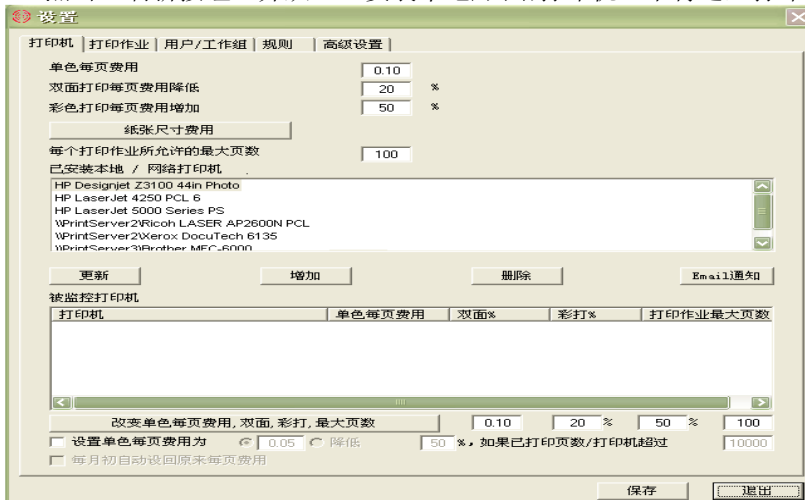 设置
打印机 打印作业 用户/工作组 规则 高级设置
单色每页费用 0.10
双面打印每页费用降低 20 %
彩色打印每页费用增加 50 %
纸张尺寸费用
每个打印作业所允许的最大页数 100
已安装本地 / 网络打印机
HP Designjet Z3100 44in Photo
HP LaserJet 4250 PCL 6
HP LaserJet 5000 Series PS
\\PrintServer2\Ricoh LASER AP2600N PCL
\\PrintServer2\Xerox DocuTech 6135
\\PrintServer3\Brother MFC-6000
更新 增加 删除 Email通知
被监控打印机
打印机 单色每页费用 双面% 彩打% 打印作业最大页数
改变单色每页费用,双面,彩打,最大页数 0.10 20 % 50 % 100
设置单色每页费用为 0.05 降低 50 %,如果已打印页数/打印机超过 10000
每月初自动设回原来每页费用
保存 退出